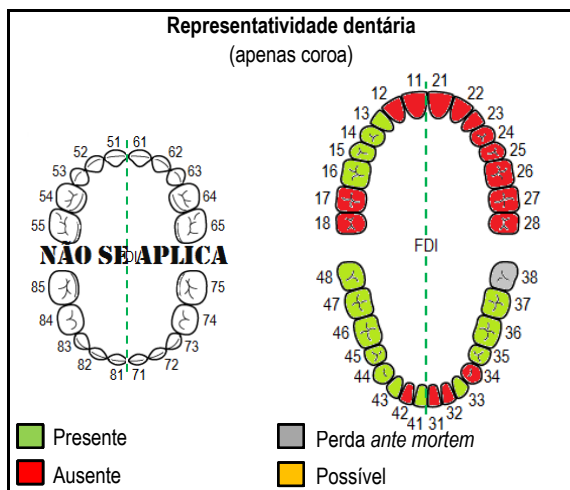 Representatividade dentária
(apenas coroa)
11 21
12 22
13 23
14 24
15 25
16 26
17 27
18 28
51 61
52 62
53 63
54 64
55 65
NÃO SE APLICA
FDI
FDI
85 75
84 74
83 73
82 72
81 71
48 38
47 37
46 36
45 35
44 34
43 33
42 32
41 31
Presente
Perda ante mortem
Ausente
Possível